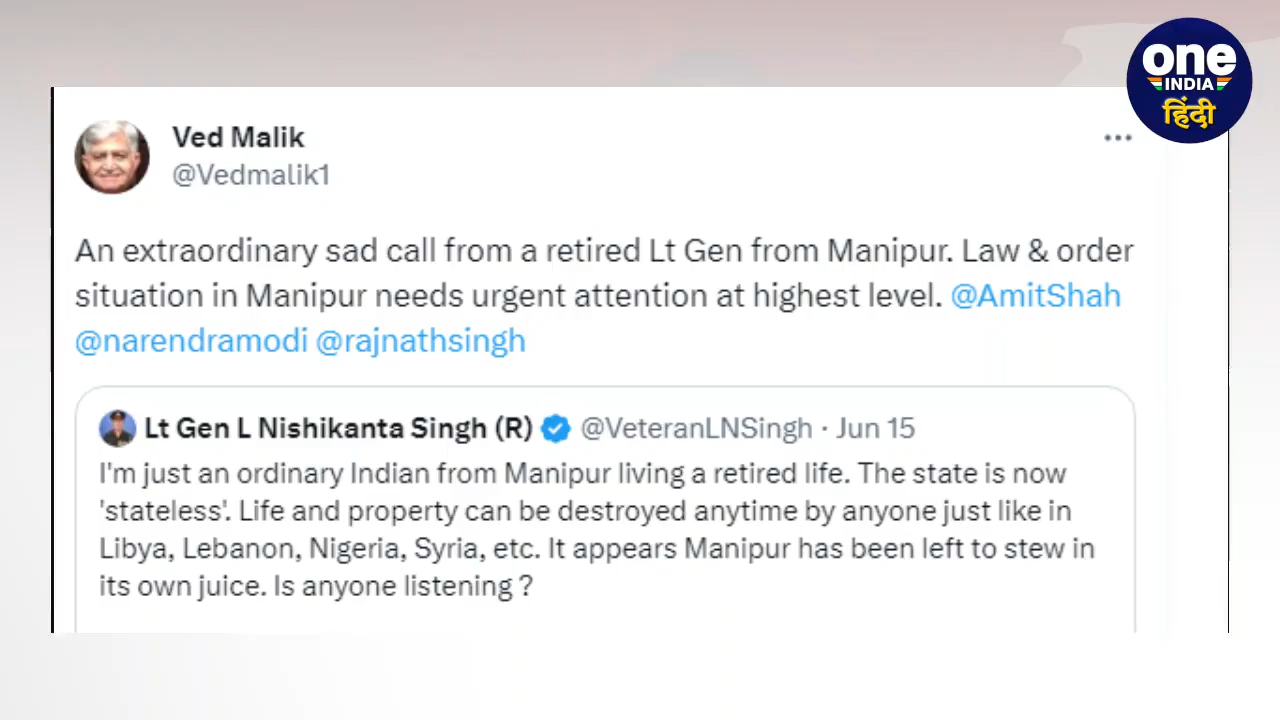 one
INDIA
हिंदी
Ved Malik
@Vedmalik1
An extraordinary sad call from a retired Lt Gen from Manipur. Law & order
situation in Manipur needs urgent attention at highest level. @AmitShah
@narendramodi @rajnathsingh
Lt Gen L Nishikanta Singh (R) @VeteranLNSingh · Jun 15
I'm just an ordinary Indian from Manipur living a retired life. The state is now
'stateless'. Life and property can be destroyed anytime by anyone just like in
Libya, Lebanon, Nigeria, Syria, etc. It appears Manipur has been left to stew in
its own juice. Is anyone listening ?